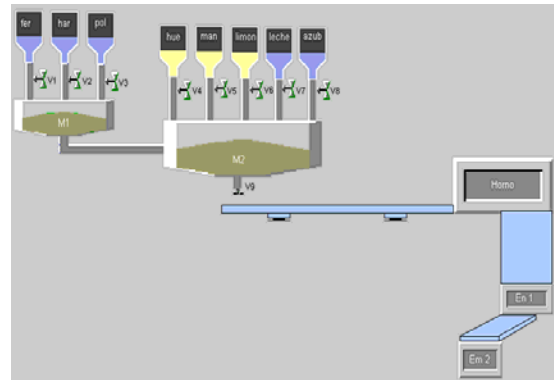 fer har pol
hue man limon leche azub
V1 V2 V3
V4 V5 V6 V7 V8
M1
M2
V9
Horno
En 1
Em 2